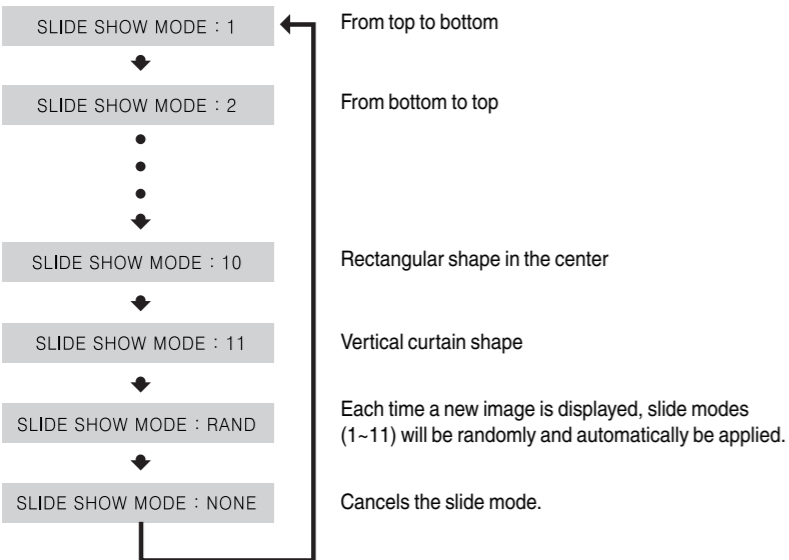 SLIDE SHOW MODE : 1
From top to bottom
SLIDE SHOW MODE : 2
From bottom to top
SLIDE SHOW MODE : 10
Rectangular shape in the center
SLIDE SHOW MODE : 11
Vertical curtain shape
SLIDE SHOW MODE : RAND
Each time a new image is displayed, slide modes
(1~11) will be randomly and automatically be applied.
SLIDE SHOW MODE : NONE
Cancels the slide mode.